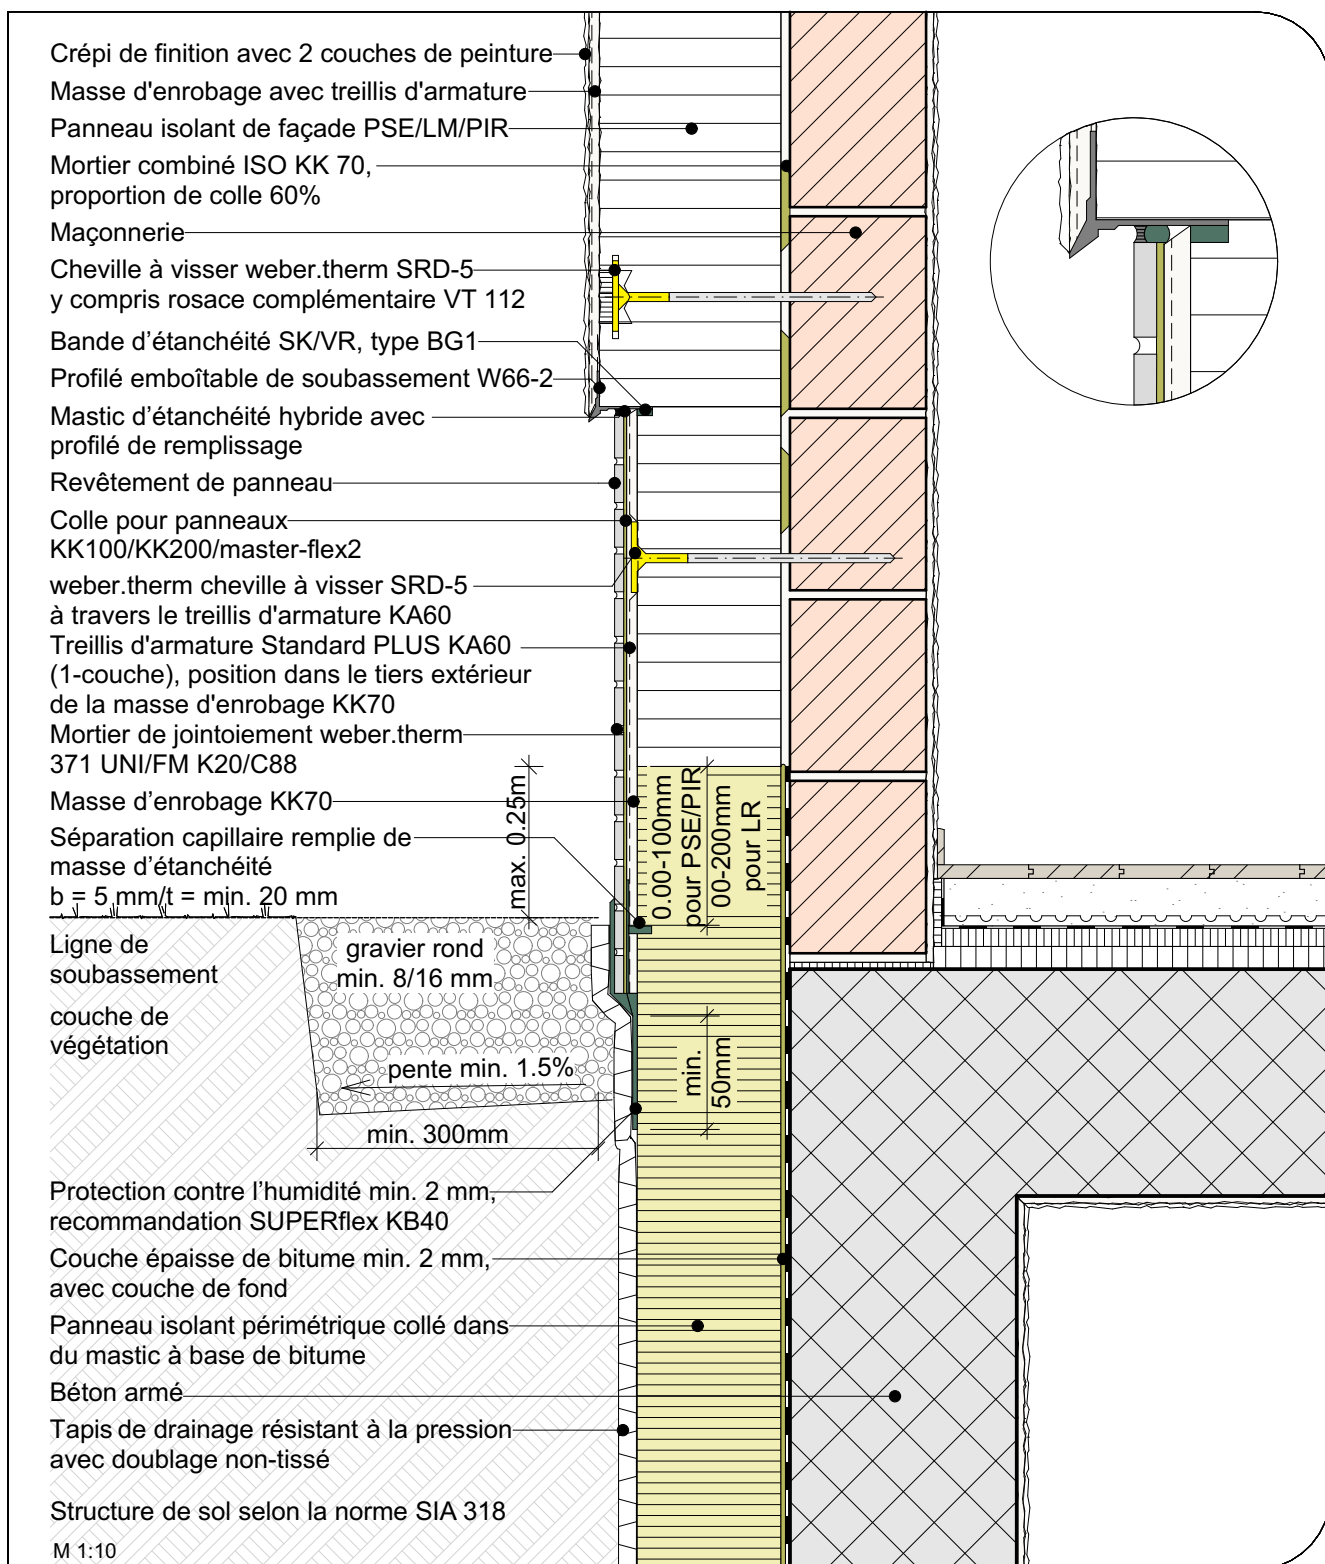 Crépi de finition avec 2 couches de peinture
Masse d'enrobage avec treillis d'armature
Panneau isolant de façade PSE/LM/PIR
Mortier combiné ISO KK 70,
proportion de colle 60%
Maçonnerie
Cheville à visser weber.therm SRD-5
y compris rosace complémentaire VT 112
Bande d’étanchéité SK/VR, type BG1
Profilé emboîtable de soubassement W66-2
Mastic d’étanchéité hybride avec
profilé de remplissage
Revêtement de panneau
Colle pour panneaux
KK100/KK200/master-flex2
weber.therm cheville à visser SRD-5
à travers le treillis d'armature KA60
Treillis d'armature Standard PLUS KA60
(1-couche), position dans le tiers extérieur
de la masse d'enrobage KK70
Mortier de jointoiement weber.therm
371 UNI/FM K20/C88
Masse d’enrobage KK70
Séparation capillaire remplie de
masse d’étanchéité
b = 5 mm/t = min. 20 mm
max. 0.25m
0.00-100mm
pour PSE/PIR
00-200mm
pour LR
Ligne de
soubassement
gravier rond
min. 8/16 mm
couche de
végétation
pente min. 1.5%
min.
50mm
min. 300mm
Protection contre l’humidité min. 2 mm,
recommandation SUPERflex KB40
Couche épaisse de bitume min. 2 mm,
avec couche de fond
Panneau isolant périmétrique collé dans
du mastic à base de bitume
Béton armé
Tapis de drainage résistant à la pression
avec doublage non-tissé
Structure de sol selon la norme SIA 318
M 1:10